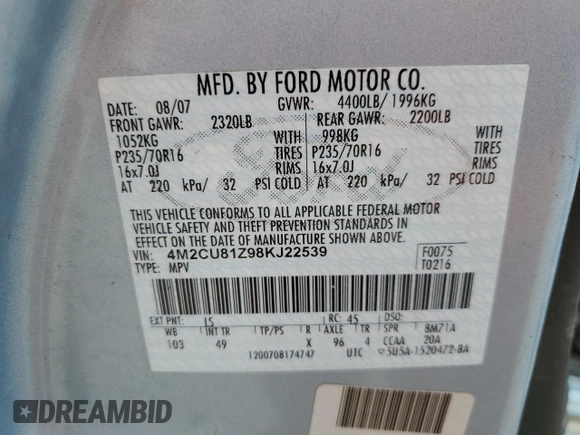 MFD. BY FORD MOTOR CO.
DATE: 08/07 GVWR: 4400LB/ 1996KG
FRONT GAWR: 2320LB REAR GAWR: 2200LB
1052KG WITH 998KG WITH
P235/70R16 TIRES P235/70R16 TIRES
16x7.0J RIMS 16x7.0J RIMS
AT 220 kPa/ 32 PSI COLD AT 220 kPa/ 32 PSI COLD
THIS VEHICLE CONFORMS TO ALL APPLICABLE FEDERAL MOTOR
VEHICLE SAFETY AND THEFT PREVENTION STANDARDS IN
EFFECT ON THE DATE OF MANUFACTURE SHOWN ABOVE.
VIN: 4M2CU81Z98KJ22539 F0075
TYPE: MPV T0216
EXT PNT: IS RC: 45 DSO:
WB INT TR TP/PS R AXLE TR SPR 8M71A
103 49 X 96 4 CCAA 20A
1200708174747 UTC 5U5A-1520472-BA
DREAMBID